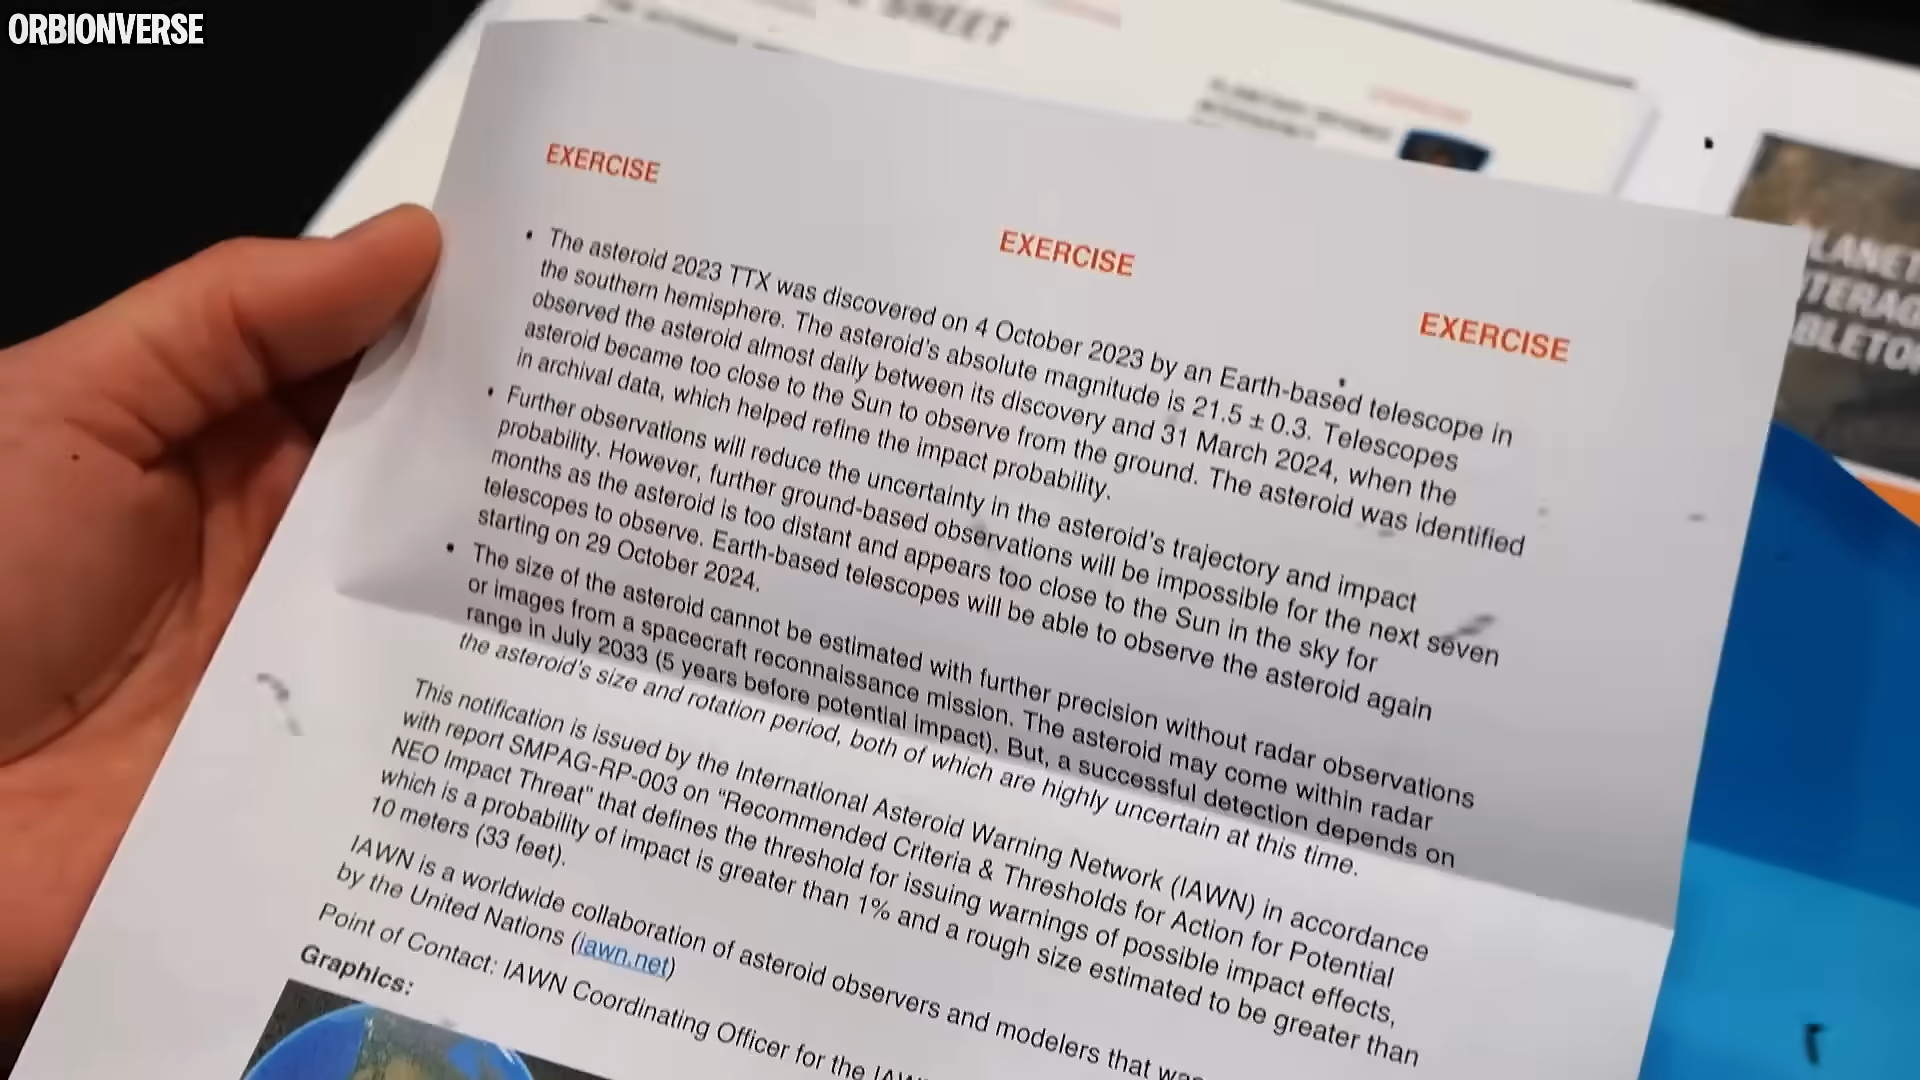 ORBIONVERSE
SHEET
EXERCISE
EXERCISE
EXERCISE
• The asteroid 2023 TTX was discovered on 4 October 2023 by an Earth-based telescope in
the southern hemisphere. The asteroid's absolute magnitude is 21.5 ± 0.3. Telescopes
observed the asteroid almost daily between its discovery and 31 March 2024, when the
asteroid became too close to the Sun to observe from the ground. The asteroid was identified
in archival data, which helped refine the impact probability.
• Further observations will reduce the uncertainty in the asteroid's trajectory and impact
probability. However, further ground-based observations will be impossible for the next seven
months as the asteroid is too distant and appears too close to the Sun in the sky for
telescopes to observe. Earth-based telescopes will be able to observe the asteroid again
starting on 29 October 2024.
• The size of the asteroid cannot be estimated with further precision without radar observations
or images from a spacecraft reconnaissance mission. The asteroid may come within radar
range in July 2033 (5 years before potential impact). But, a successful detection depends on
the asteroid's size and rotation period, both of which are highly uncertain at this time.
This notification is issued by the International Asteroid Warning Network (IAWN) in accordance
with report SMPAG-RP-003 on "Recommended Criteria & Thresholds for Action for Potential
NEO Impact Threat" that defines the threshold for issuing warnings of possible impact effects,
which is a probability of impact is greater than 1% and a rough size estimated to be greater than
10 meters (33 feet).
IAWN is a worldwide collaboration of asteroid observers and modelers that was
by the United Nations (iawn.net)
Point of Contact: IAWN Coordinating Officer for the IAWN
Graphics:
LANET
TERAG
BLETO